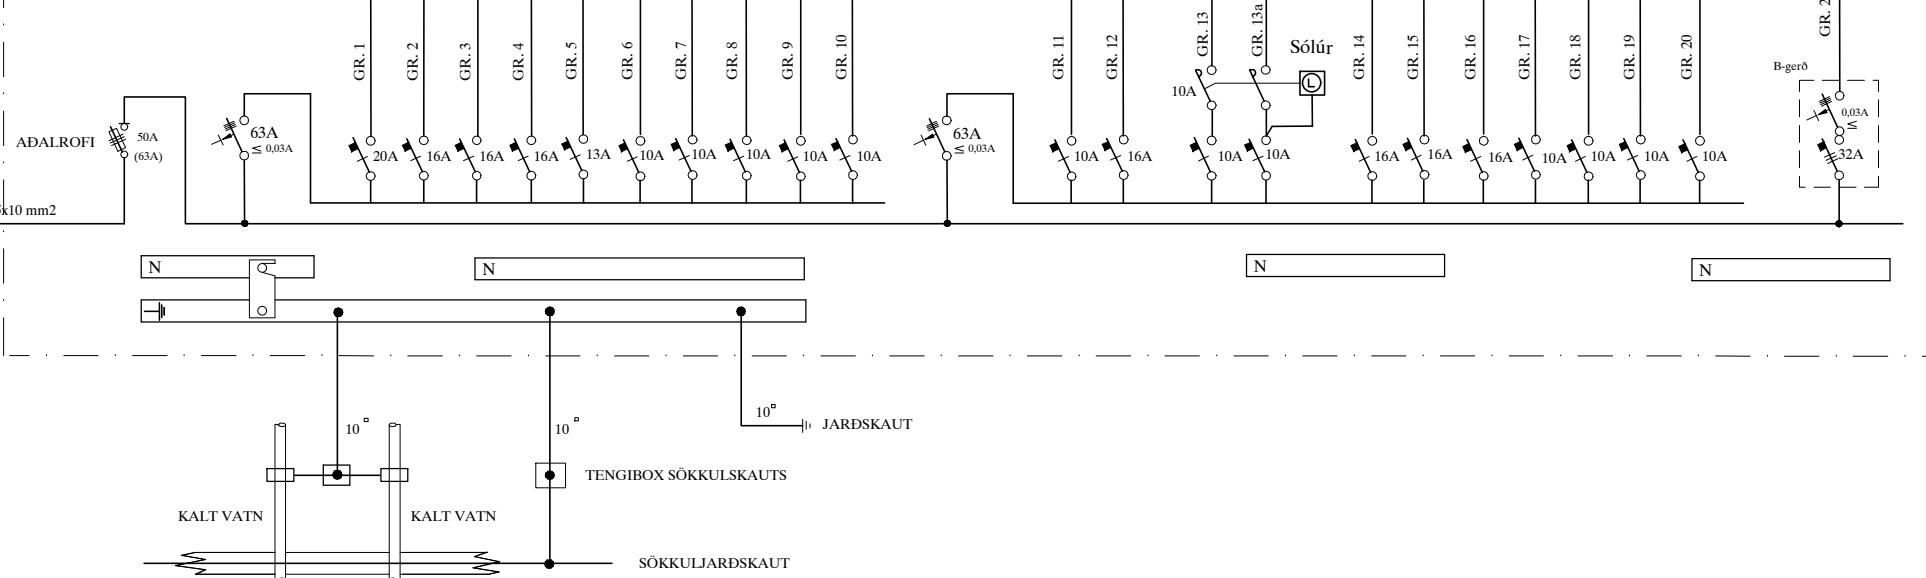 GR. 1
GR. 2
GR. 3
GR. 4
GR. 5
GR. 6
GR. 7
GR. 8
GR. 9
GR. 10
GR. 11
GR. 12
GR. 13
GR. 13a
Sólúr
GR. 14
GR. 15
GR. 16
GR. 17
GR. 18
GR. 19
GR. 20
GR. 2
B-gerð
10A
L
AÐALROFI
50A
(63A)
63A
≤ 0,03A
20A
16A
16A
16A
13A
10A
10A
10A
10A
10A
63A
≤ 0,03A
10A
16A
10A
10A
16A
16A
16A
10A
10A
10A
10A
0,03A
≤
32A
x10 mm2
N
N
N
N
10
10
10
JARÐSKAUT
TENGIBOX SÖKKULSKAUTS
KALT VATN
KALT VATN
SÖKKULJARÐSKAUT